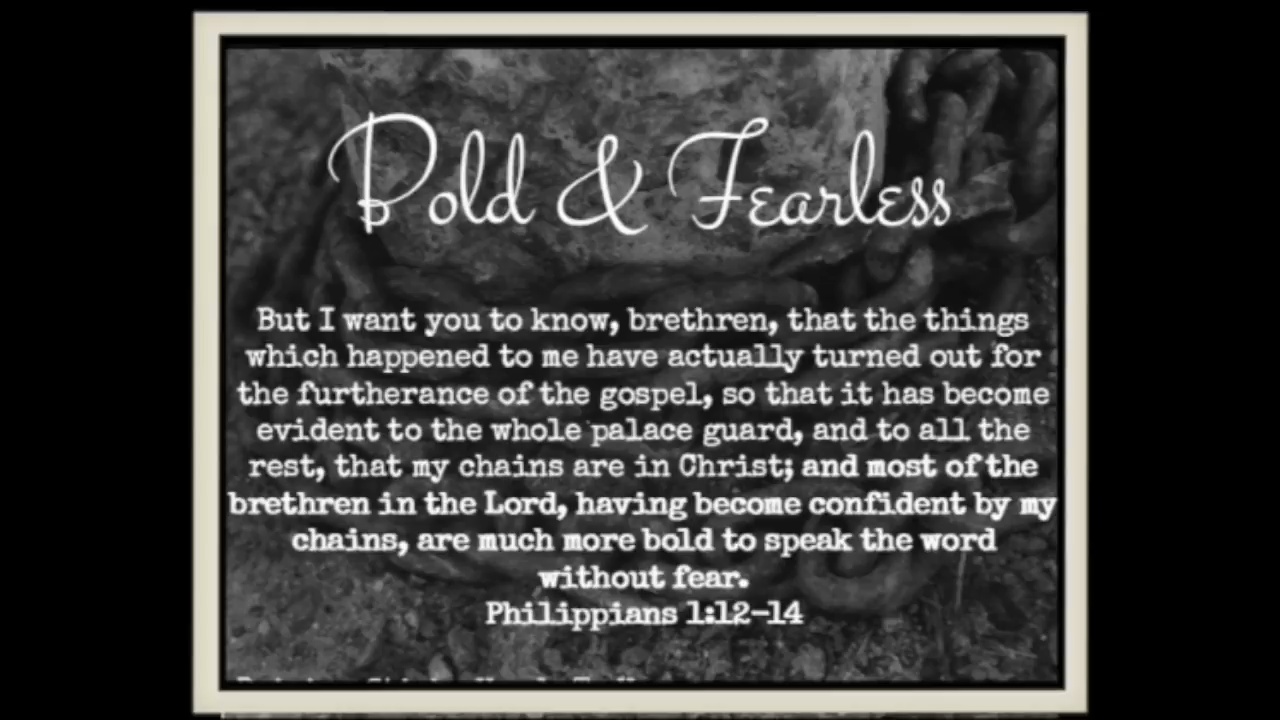 Bold & Fearless
But I want you to know, brethren, that the things
which happened to me have actually turned out for
the furtherance of the gospel, so that it has become
evident to the whole palace guard, and to all the
rest, that my chains are in Christ; and most of the
brethren in the Lord, having become confident by my
chains, are much more bold to speak the word
without fear.
Philippians 1:12-14